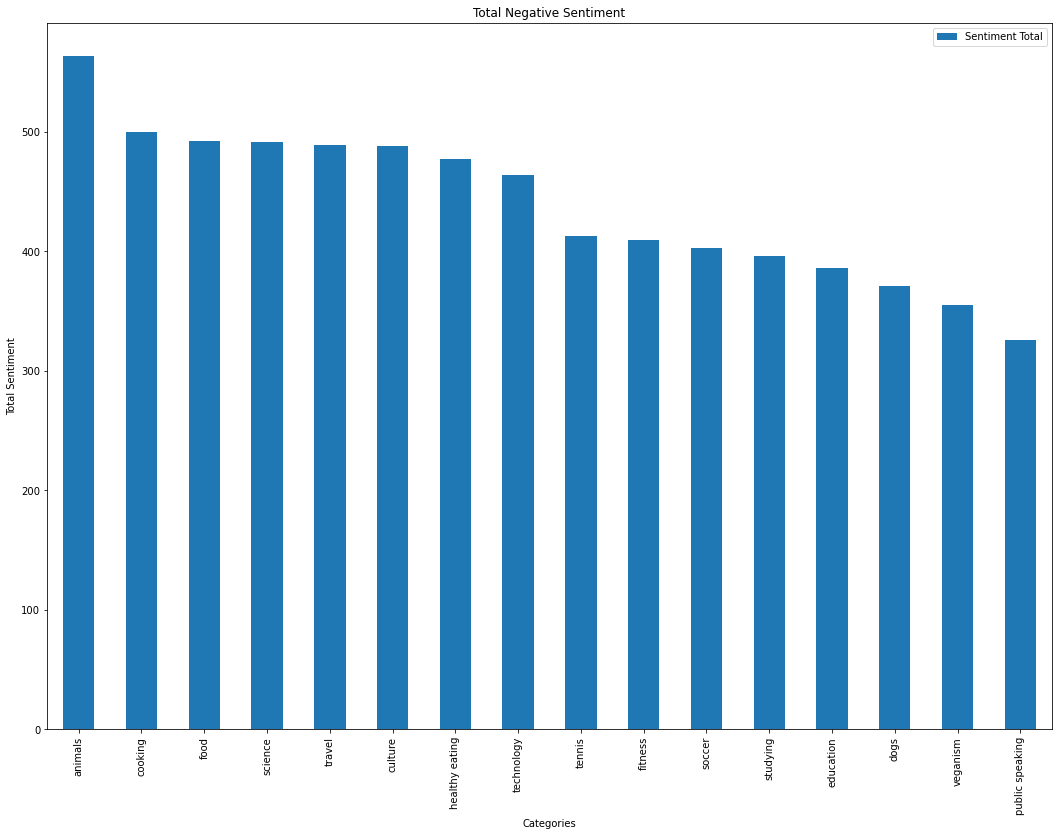 Total Negative Sentiment
Sentiment Total
Total Sentiment
500
400
300
200
100
0
animals
cooking
food
science
travel
culture
healthy eating
technology
tennis
fitness
soccer
studying
education
dogs
veganism
public speaking
Categories